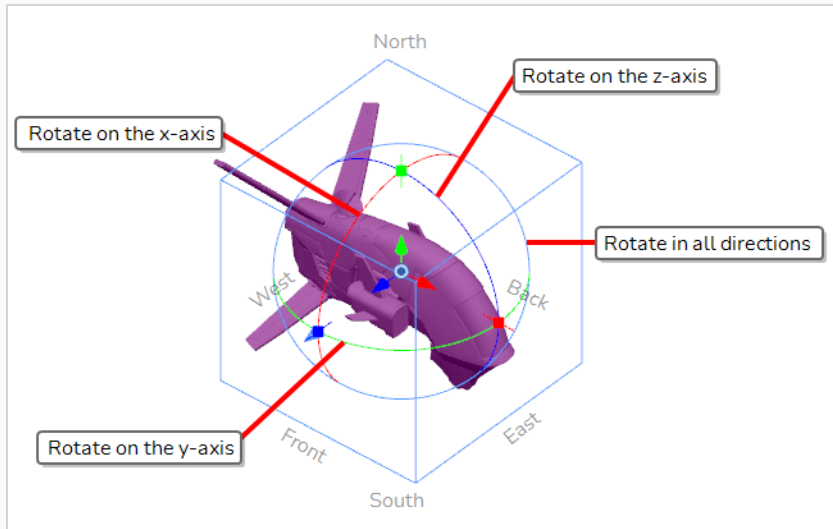 North
Rotate on the z-axis
Rotate on the x-axis
Rotate in all directions
West
Back
Rotate on the y-axis
Front
East
South